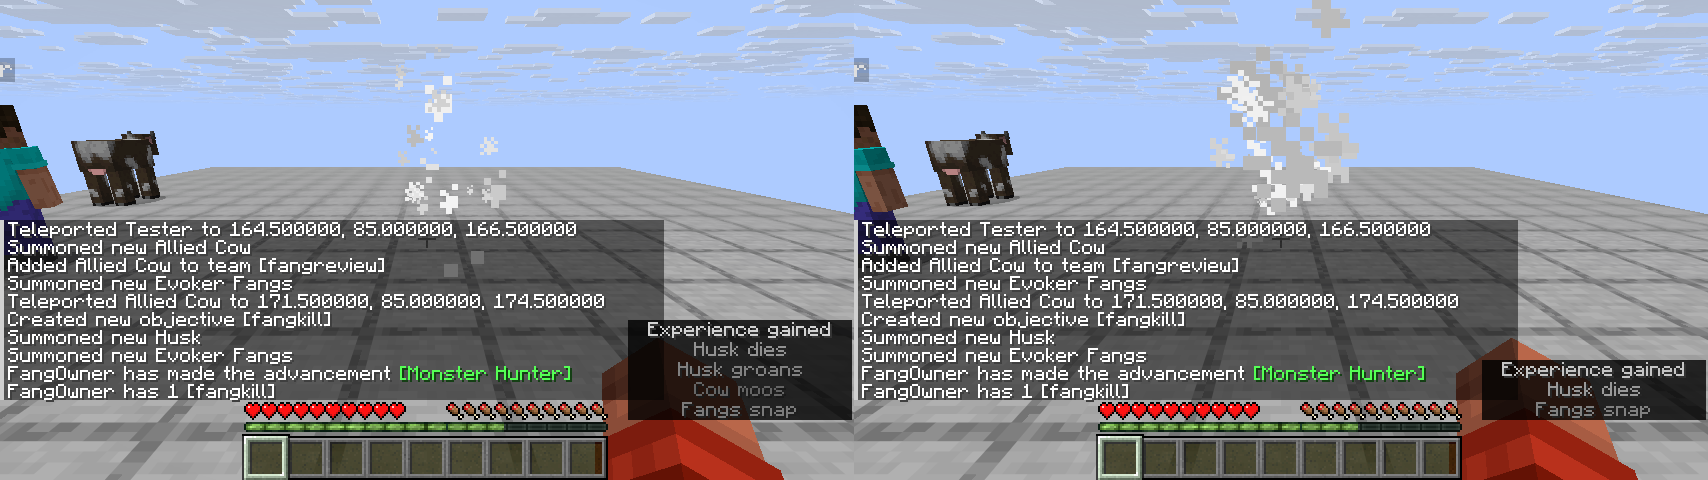 Teleported Tester to 164.500000, 85.000000, 166.500000
Summoned new Allied Cow
Added Allied Cow to team [fangreview]
Summoned new Evoker Fangs
Teleported Allied Cow to 171.500000, 85.000000, 174.500000
Created new objective [fangkill]
Summoned new Husk
Summoned new Evoker Fangs
FangOwner has made the advancement [Monster Hunter]
FangOwner has 1 [fangkill]
Experience gained
Husk dies
Husk groans
Cow moos
Fangs snap
Teleported Tester to 164.500000, 85.000000, 166.500000
Summoned new Allied Cow
Added Allied Cow to team [fangreview]
Summoned new Evoker Fangs
Teleported Allied Cow to 171.500000, 85.000000, 174.500000
Created new objective [fangkill]
Summoned new Husk
Summoned new Evoker Fangs
FangOwner has made the advancement [Monster Hunter]
FangOwner has 1 [fangkill]
Experience gained
Husk dies
Fangs snap